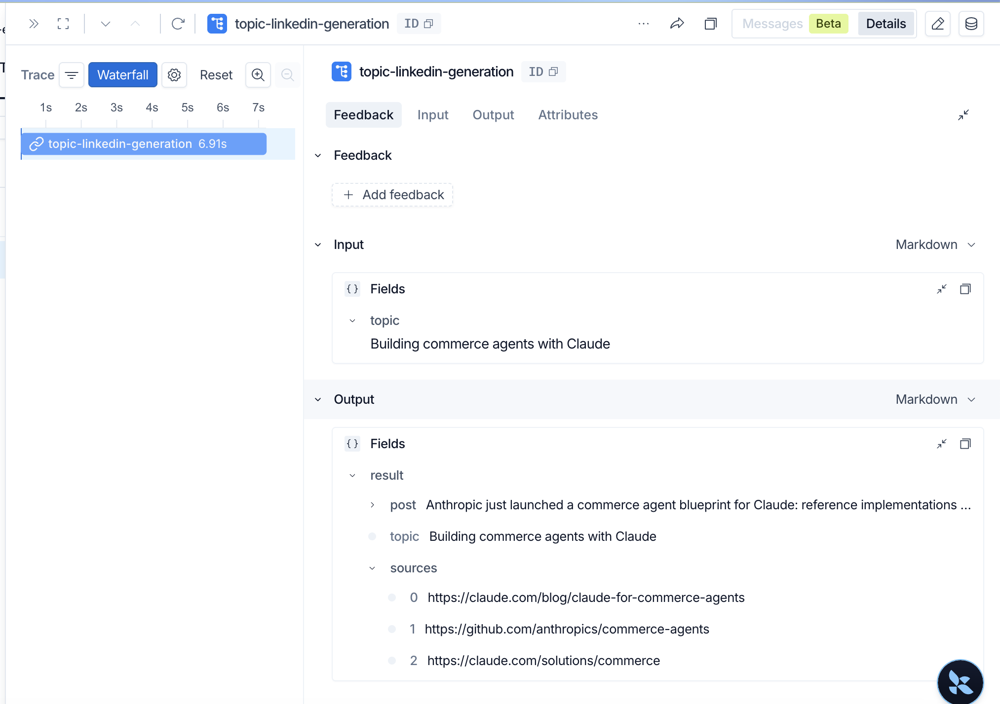 topic-linkedin-generation ID
Messages Beta Details
Trace Waterfall Reset
1s 2s 3s 4s 5s 6s 7s
topic-linkedin-generation 6.91s
topic-linkedin-generation ID
Feedback Input Output Attributes
Feedback
+ Add feedback
Input Markdown
{ } Fields
topic
Building commerce agents with Claude
Output Markdown
{ } Fields
result
post Anthropic just launched a commerce agent blueprint for Claude: reference implementations ...
topic Building commerce agents with Claude
sources
0 https://claude.com/blog/claude-for-commerce-agents
1 https://github.com/anthropics/commerce-agents
2 https://claude.com/solutions/commerce